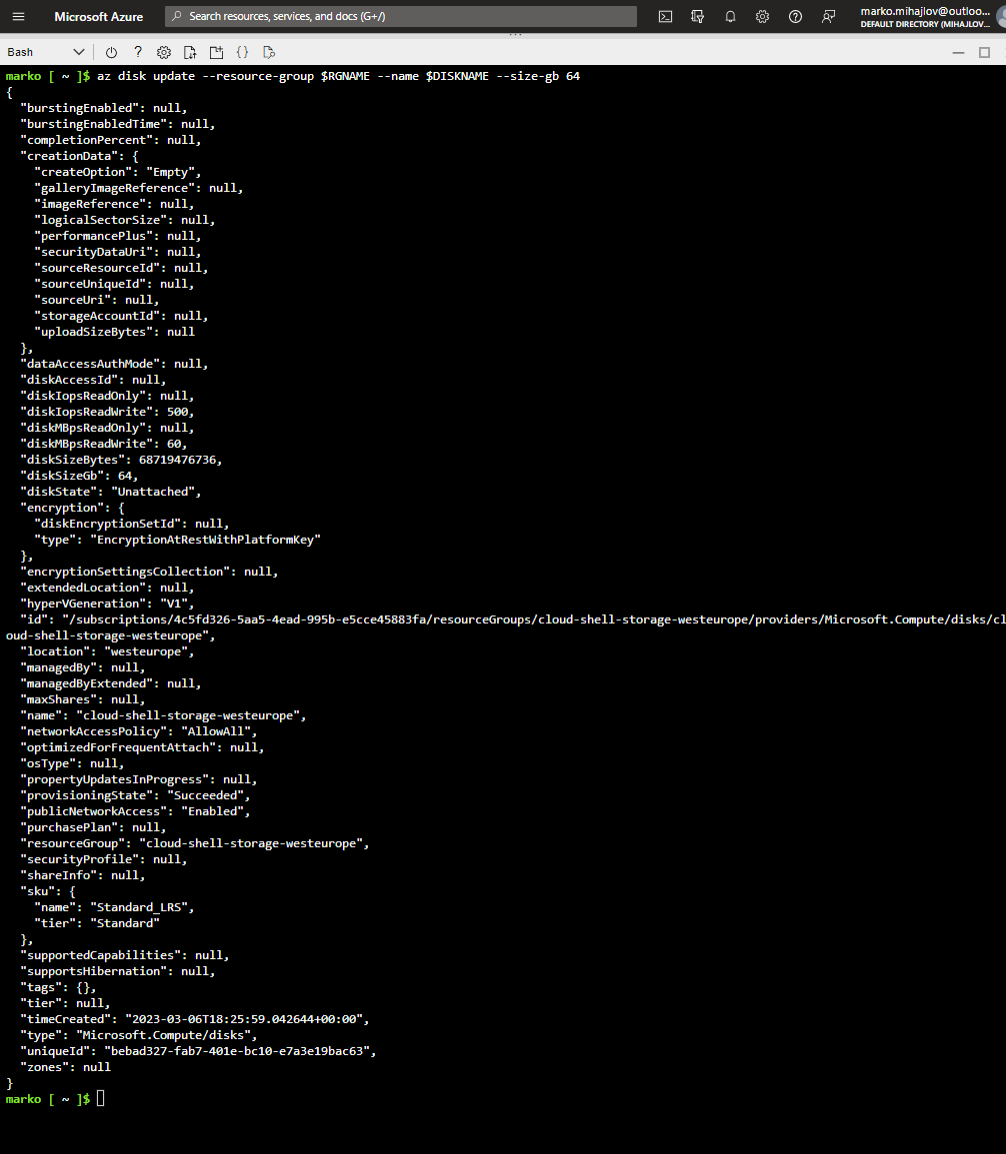 Microsoft Azure
Search resources, services, and docs (G+/)
marko.mihajlov@outloo...
DEFAULT DIRECTORY (MIHAJLOV...
Bash
marko [ ~ ]$ az disk update --resource-group $RGNAME --name $DISKNAME --size-gb 64
{
  "burstingEnabled": null,
  "burstingEnabledTime": null,
  "completionPercent": null,
  "creationData": {
    "createOption": "Empty",
    "galleryImageReference": null,
    "imageReference": null,
    "logicalSectorSize": null,
    "performancePlus": null,
    "securityDataUri": null,
    "sourceResourceId": null,
    "sourceUniqueId": null,
    "sourceUri": null,
    "storageAccountId": null,
    "uploadSizeBytes": null
  },
  "dataAccessAuthMode": null,
  "diskAccessId": null,
  "diskIopsReadOnly": null,
  "diskIopsReadWrite": 500,
  "diskMBpsReadOnly": null,
  "diskMBpsReadWrite": 60,
  "diskSizeBytes": 68719476736,
  "diskSizeGb": 64,
  "diskState": "Unattached",
  "encryption": {
    "diskEncryptionSetId": null,
    "type": "EncryptionAtRestWithPlatformKey"
  },
  "encryptionSettingsCollection": null,
  "extendedLocation": null,
  "hyperVGeneration": "V1",
  "id": "/subscriptions/4c5fd326-5aa5-4ead-995b-e5cce45883fa/resourceGroups/cloud-shell-storage-westeurope/providers/Microsoft.Compute/disks/cl
oud-shell-storage-westeurope",
  "location": "westeurope",
  "managedBy": null,
  "managedByExtended": null,
  "maxShares": null,
  "name": "cloud-shell-storage-westeurope",
  "networkAccessPolicy": "AllowAll",
  "optimizedForFrequentAttach": null,
  "osType": null,
  "propertyUpdatesInProgress": null,
  "provisioningState": "Succeeded",
  "publicNetworkAccess": "Enabled",
  "purchasePlan": null,
  "resourceGroup": "cloud-shell-storage-westeurope",
  "securityProfile": null,
  "shareInfo": null,
  "sku": {
    "name": "Standard_LRS",
    "tier": "Standard"
  },
  "supportedCapabilities": null,
  "supportsHibernation": null,
  "tags": {},
  "tier": null,
  "timeCreated": "2023-03-06T18:25:59.042644+00:00",
  "type": "Microsoft.Compute/disks",
  "uniqueId": "bebad327-fab7-401e-bc10-e7a3e19bac63",
  "zones": null
}
marko [ ~ ]$